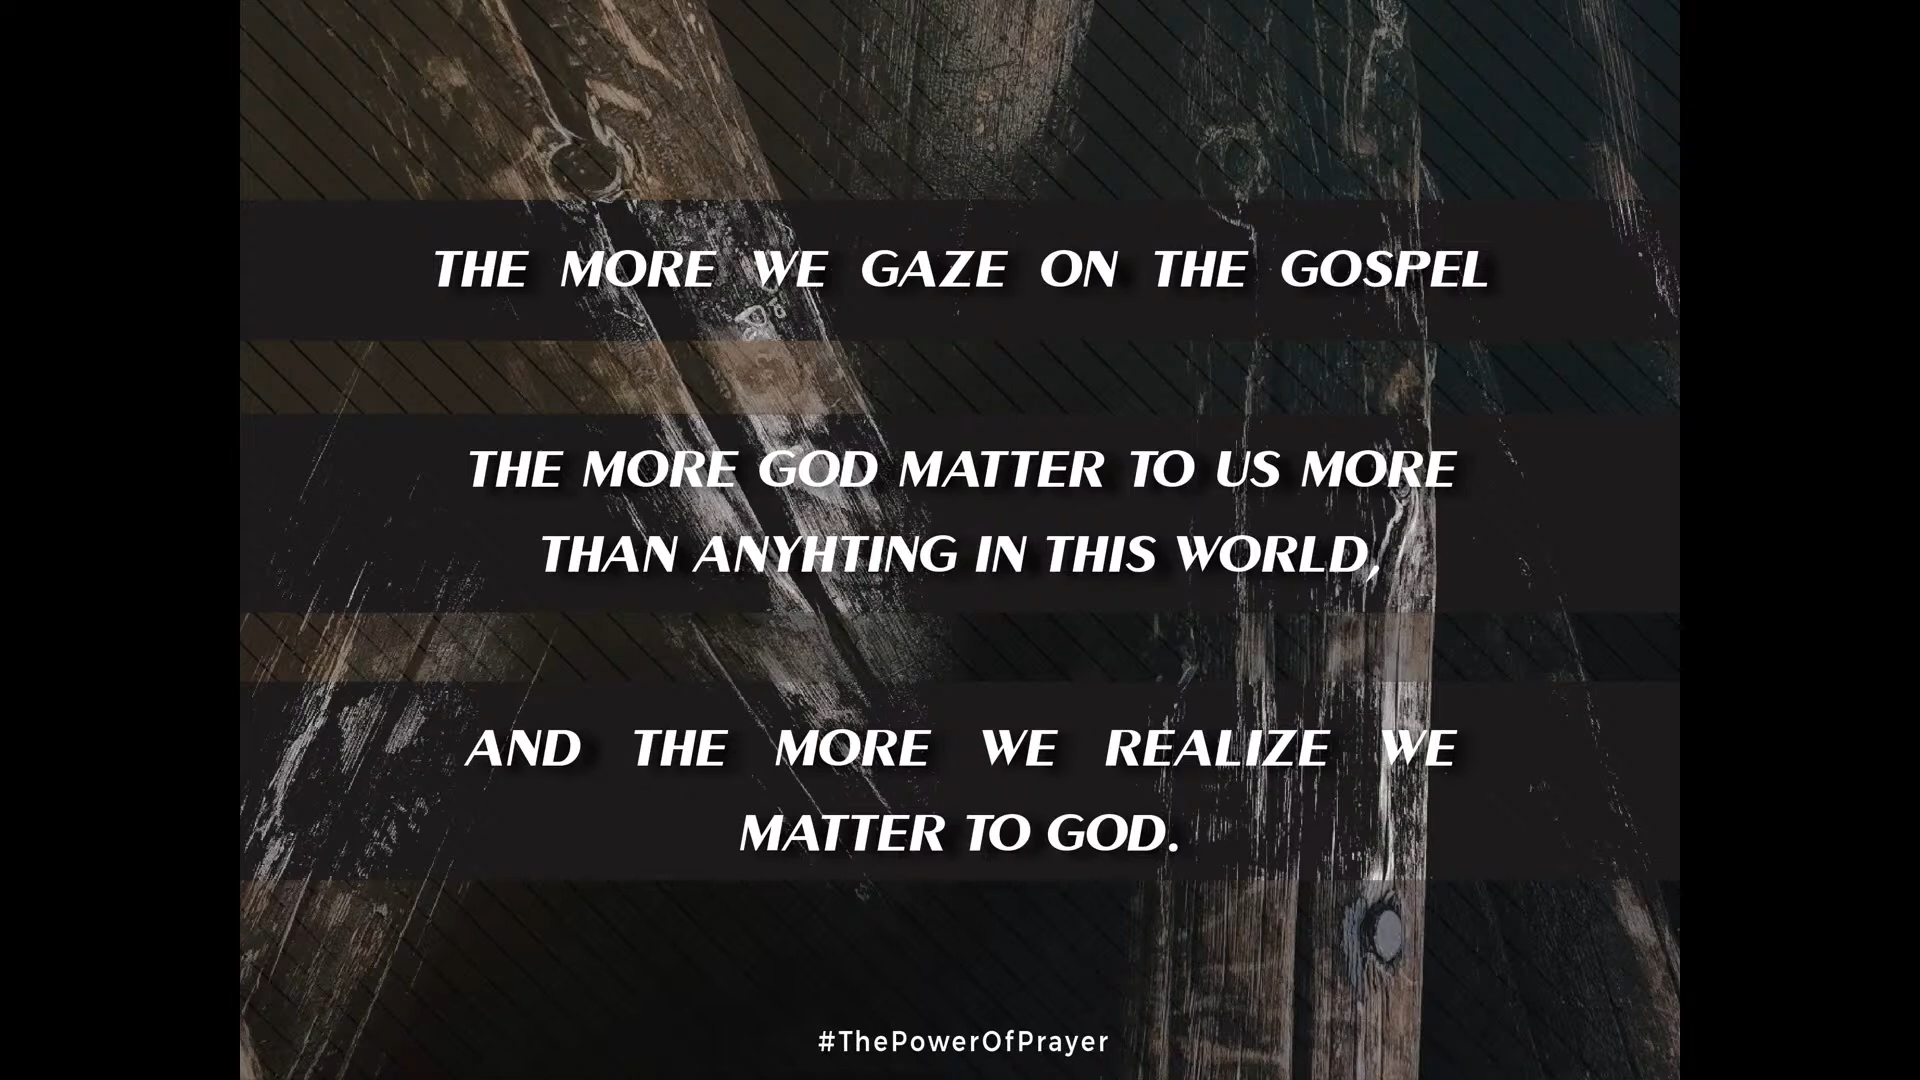 THE MORE WE GAZE ON THE GOSPEL
THE MORE GOD MATTER TO US MORE
THAN ANYHTING IN THIS WORLD,
AND THE MORE WE REALIZE WE
MATTER TO GOD.
#ThePowerOfPrayer